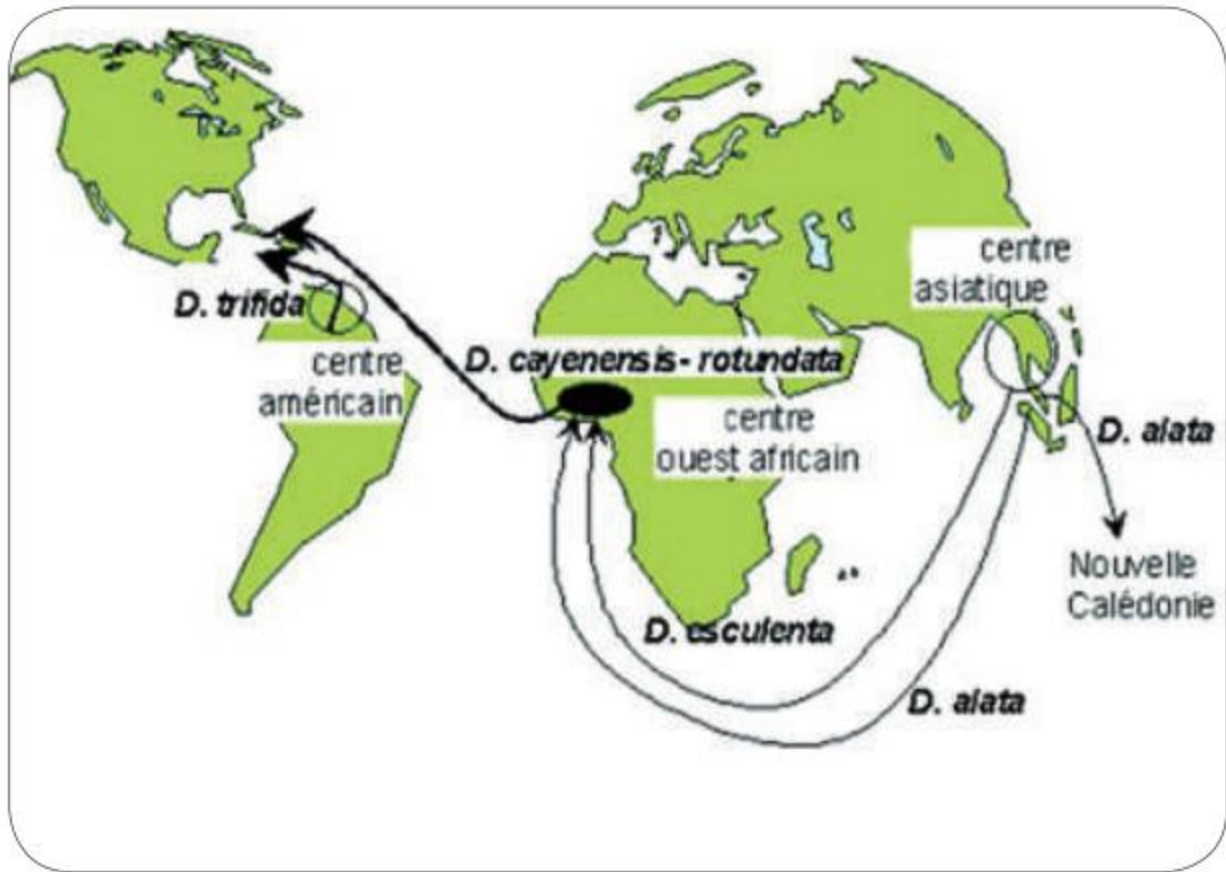 centre
asiatique
D. trifida
centre
américain
D. cayenensis- rotundata
centre
ouest africain
D. alata
Nouvelle
Calédonie
D. esculenta
D. alata